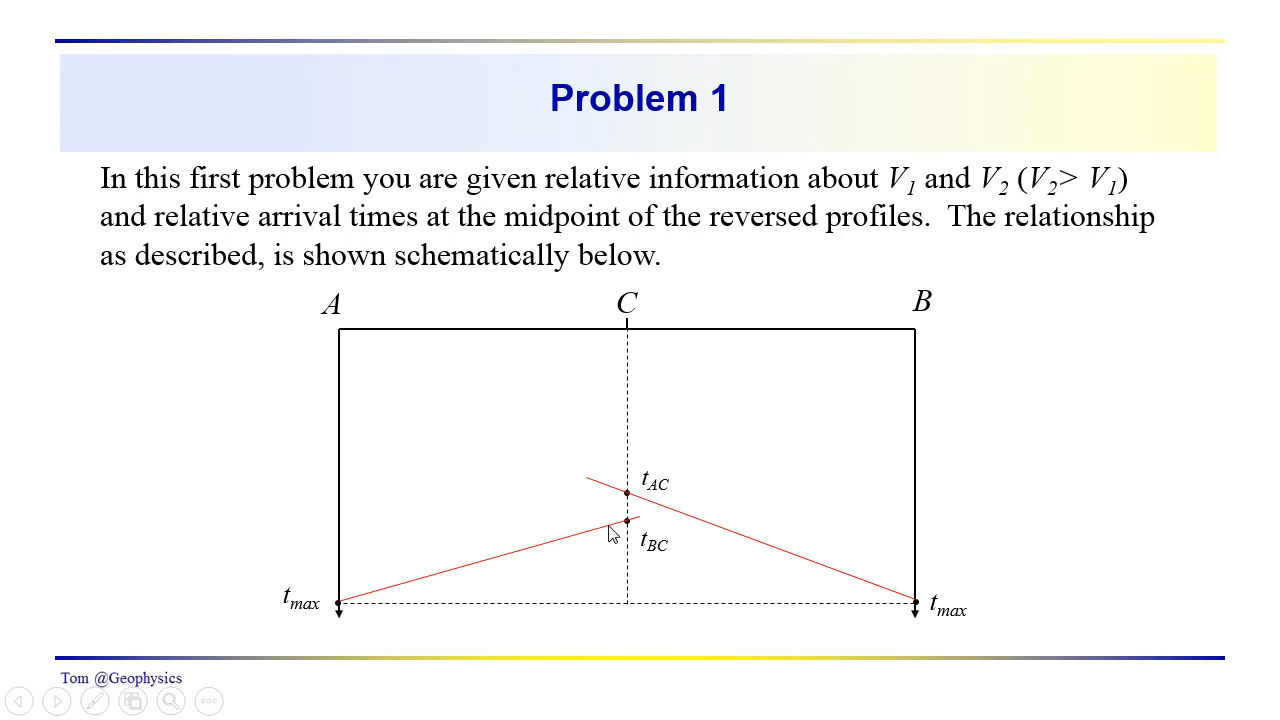 Problem 1
In this first problem you are given relative information about V₁ and V₂ (V₂> V₁)
and relative arrival times at the midpoint of the reversed profiles. The relationship
as described, is shown schematically below.
A C B
t_AC
t_BC
t_max t_max
Tom @Geophysics